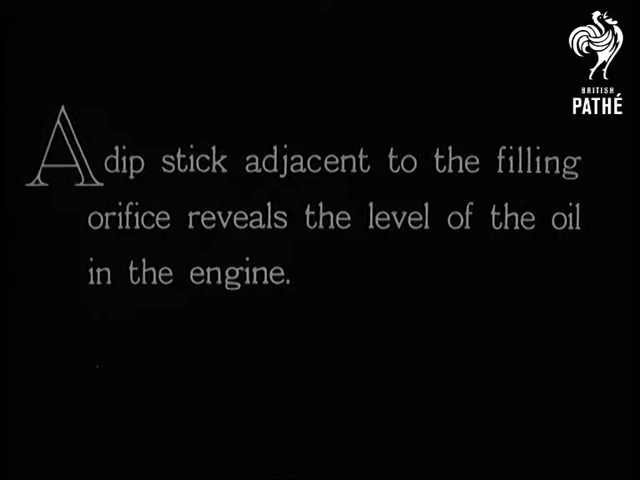 BRITISH
PATHÉ
A dip stick adjacent to the filling
orifice reveals the level of the oil
in the engine.